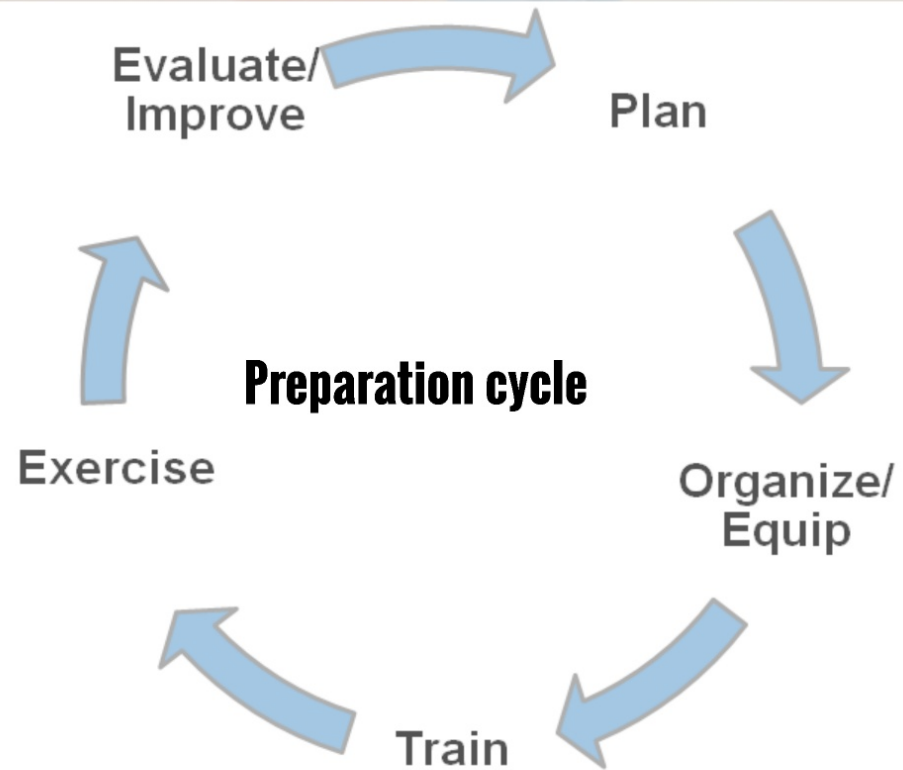 Evaluate/
Improve
Plan
Preparation cycle
Exercise
Organize/
Equip
Train